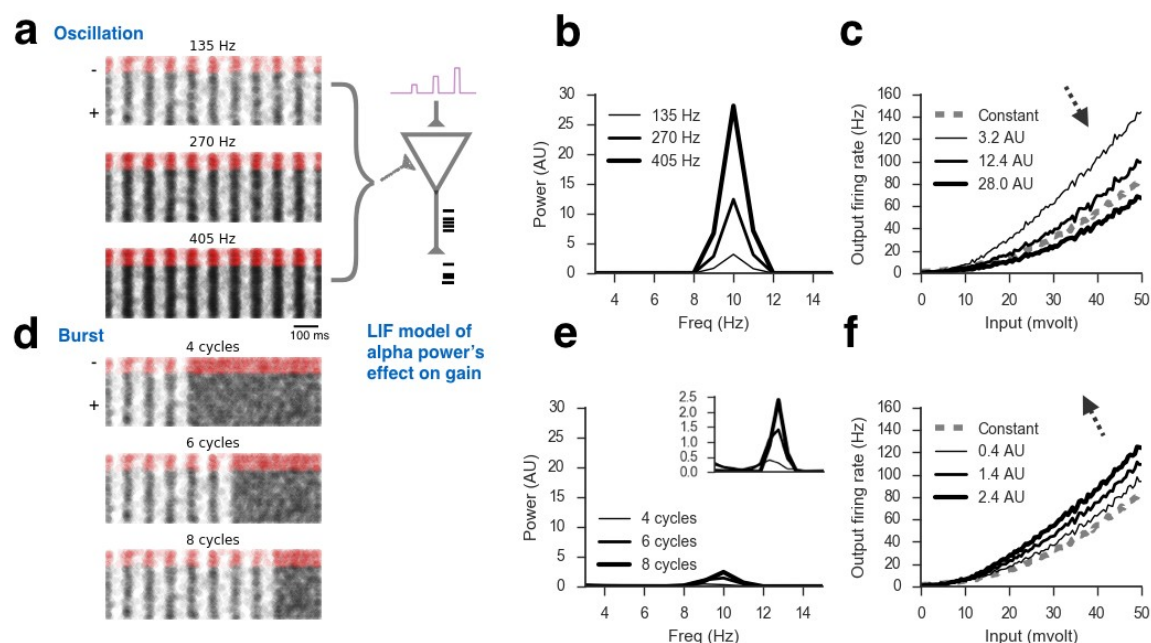 a
Oscillation
135 Hz
-
+
270 Hz
405 Hz
100 ms
LIF model of
alpha power's
effect on gain
b
30
25
20
15
10
5
0
Power (AU)
135 Hz
270 Hz
405 Hz
4 6 8 10 12 14
Freq (Hz)
c
160
140
120
100
80
60
40
20
0
Output firing rate (Hz)
Constant
3.2 AU
12.4 AU
28.0 AU
0 10 20 30 40 50
Input (mvolt)
d
Burst
4 cycles
-
+
6 cycles
8 cycles
e
30
25
20
15
10
5
0
Power (AU)
2.5
2.0
1.5
1.0
0.5
0.0
4 cycles
6 cycles
8 cycles
4 6 8 10 12 14
Freq (Hz)
f
160
140
120
100
80
60
40
20
0
Output firing rate (Hz)
Constant
0.4 AU
1.4 AU
2.4 AU
0 10 20 30 40 50
Input (mvolt)